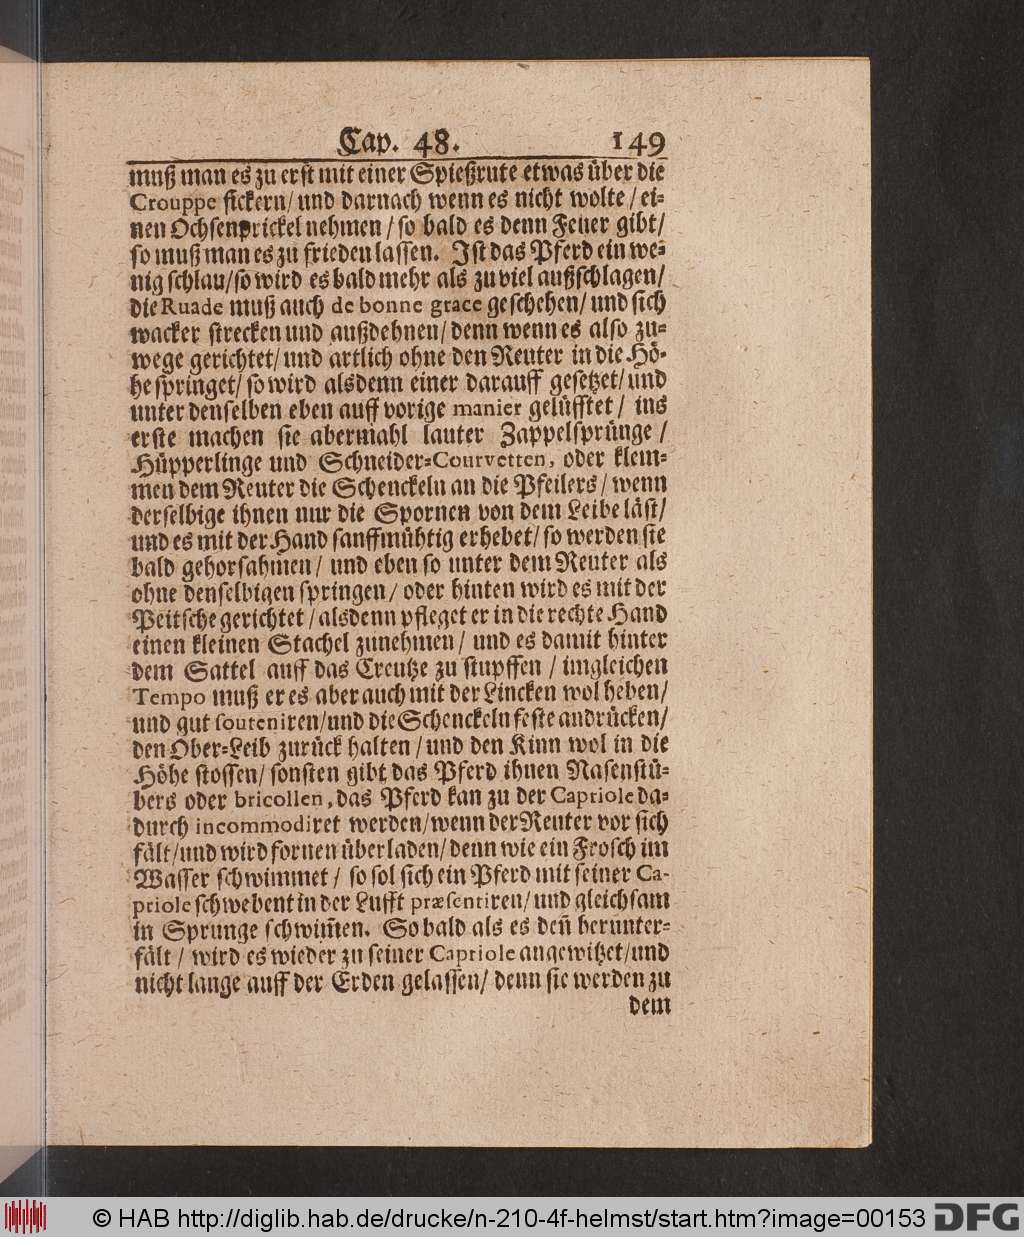 Cap. 48. 149
muß man es zu erst mit einer Spießrute etwas über die
Crouppe fickern/ und darnach wenn es nicht wolte / ei-
nen Ochsenprickel nehmen / so bald es denn Feuer gibt/
so muß man es zu frieden lassen. Ist das Pferd ein we-
nig schlau/so wird es bald mehr als zu viel außschlagen/
die Ruade muß auch de bonne grace geschehen/ und sich
wacker strecken und außdehnen/ denn wenn es also zu-
wege gerichtet/ und artlich ohne den Reuter in die Hö-
he springet/ so wird alsdenn einer darauff gesetzet/ und
unter denselben eben auff vorige manier gelüfftet / ins
erste machen sie abermahl lauter Zappelsprünge /
Hüpperlinge und Schneider-Courvetten, oder klem-
men dem Reuter die Schenckeln an die Pfeilers / wenn
derselbige ihnen nur die Spornen von dem Leibe läst/
und es mit der Hand sanffmühtig erhebet/ so werden sie
bald gehorsahmen/ und eben so unter dem Reuter als
ohne denselbigen springen / oder hinten wird es mit der
Peitsche gerichtet / alsdenn pfleget er in die rechte Hand
einen kleinen Stachel zunehmen / und es damit hinter
dem Sattel auff das Creutze zu stupffen / imgleichen
Tempo muß er es aber auch mit der Lincken wol heben/
und gut souteniren/und die Schenckeln feste andrücken/
den Ober-Leib zurück halten / und den Kinn wol in die
Höhe stossen/ sonsten gibt das Pferd ihnen Nasenstü-
bers oder bricollen, das Pferd kan zu der Capriole da-
durch incommodiret werden/wenn der Reuter vor sich
fält/und wird fornen überladen/ denn wie ein Frosch im
Wasser schwimmet / so sol sich ein Pferd mit seiner Ca-
priole schwebent in der Lufft præsentiren/ und gleichsam
in Sprunge schwim̄en. So bald als es den̄ herunter-
fält / wird es wieder zu seiner Capriole angewitzet/und
nicht lange auff der Erden gelassen/ denn sie werden zu
dem
© HAB http://diglib.hab.de/drucke/n-210-4f-helmst/start.htm?image=00153 DFG